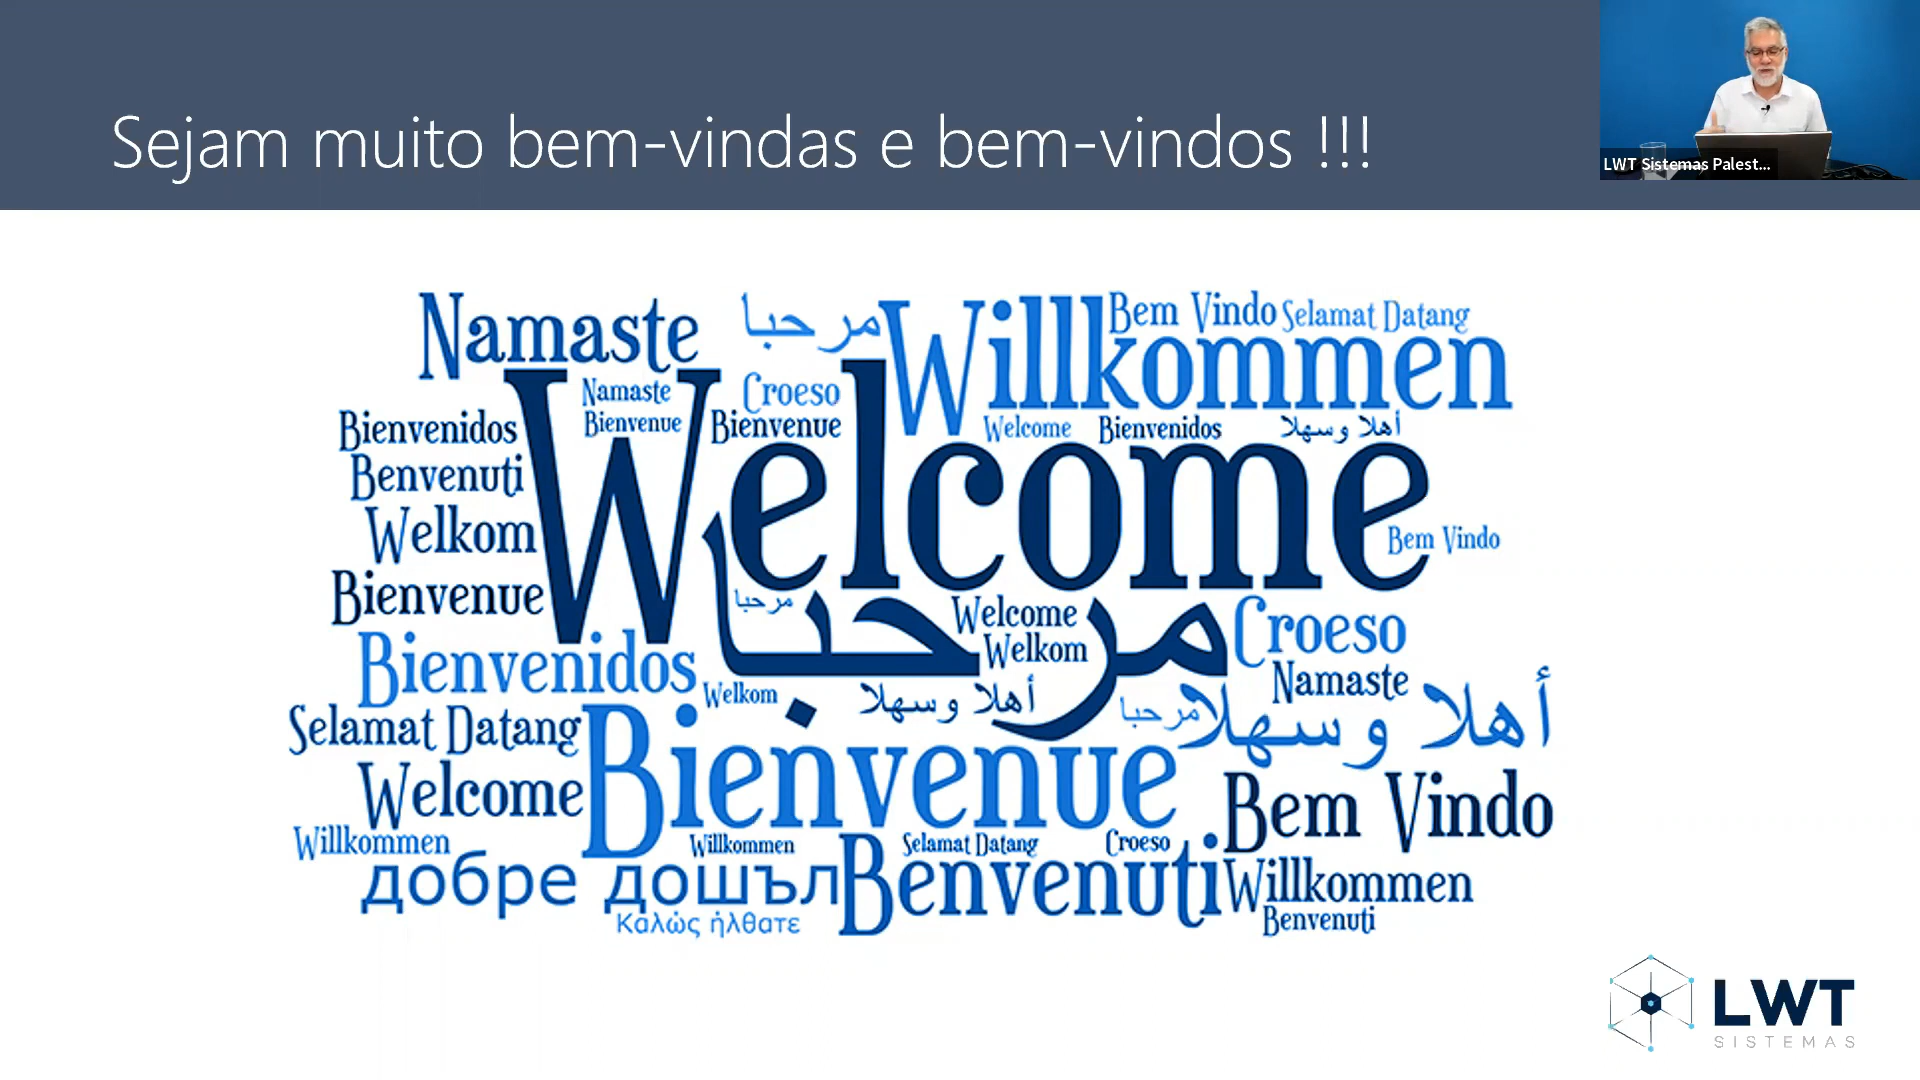 Sejam muito bem-vindas e bem-vindos !!!
LWT Sistemas Palest...
Namaste
مرحبا
Willkommen
Bem Vindo
Selamat Datang
Namaste
Croeso
Bienvenidos
Bienvenue
Bienvenue
Welcome
Bienvenidos
أهلا وسهلا
Welcome
Benvenuti
Welkom
Bem Vindo
Bienvenue
مرحبا
مرحبا
Welcome
Welkom
Croeso
Bienvenidos
Welkom
أهلا وسهلا
مرحبا
Namaste
أهلا وسهلا
Selamat Datang
Bienvenue
Welcome
Bem Vindo
Willkommen
Willkommen
Selamat Datang
Croeso
добре дошъл
Benvenuti
Willkommen
Καλώς ήλθατε
Benvenuti
LWT
SISTEMAS